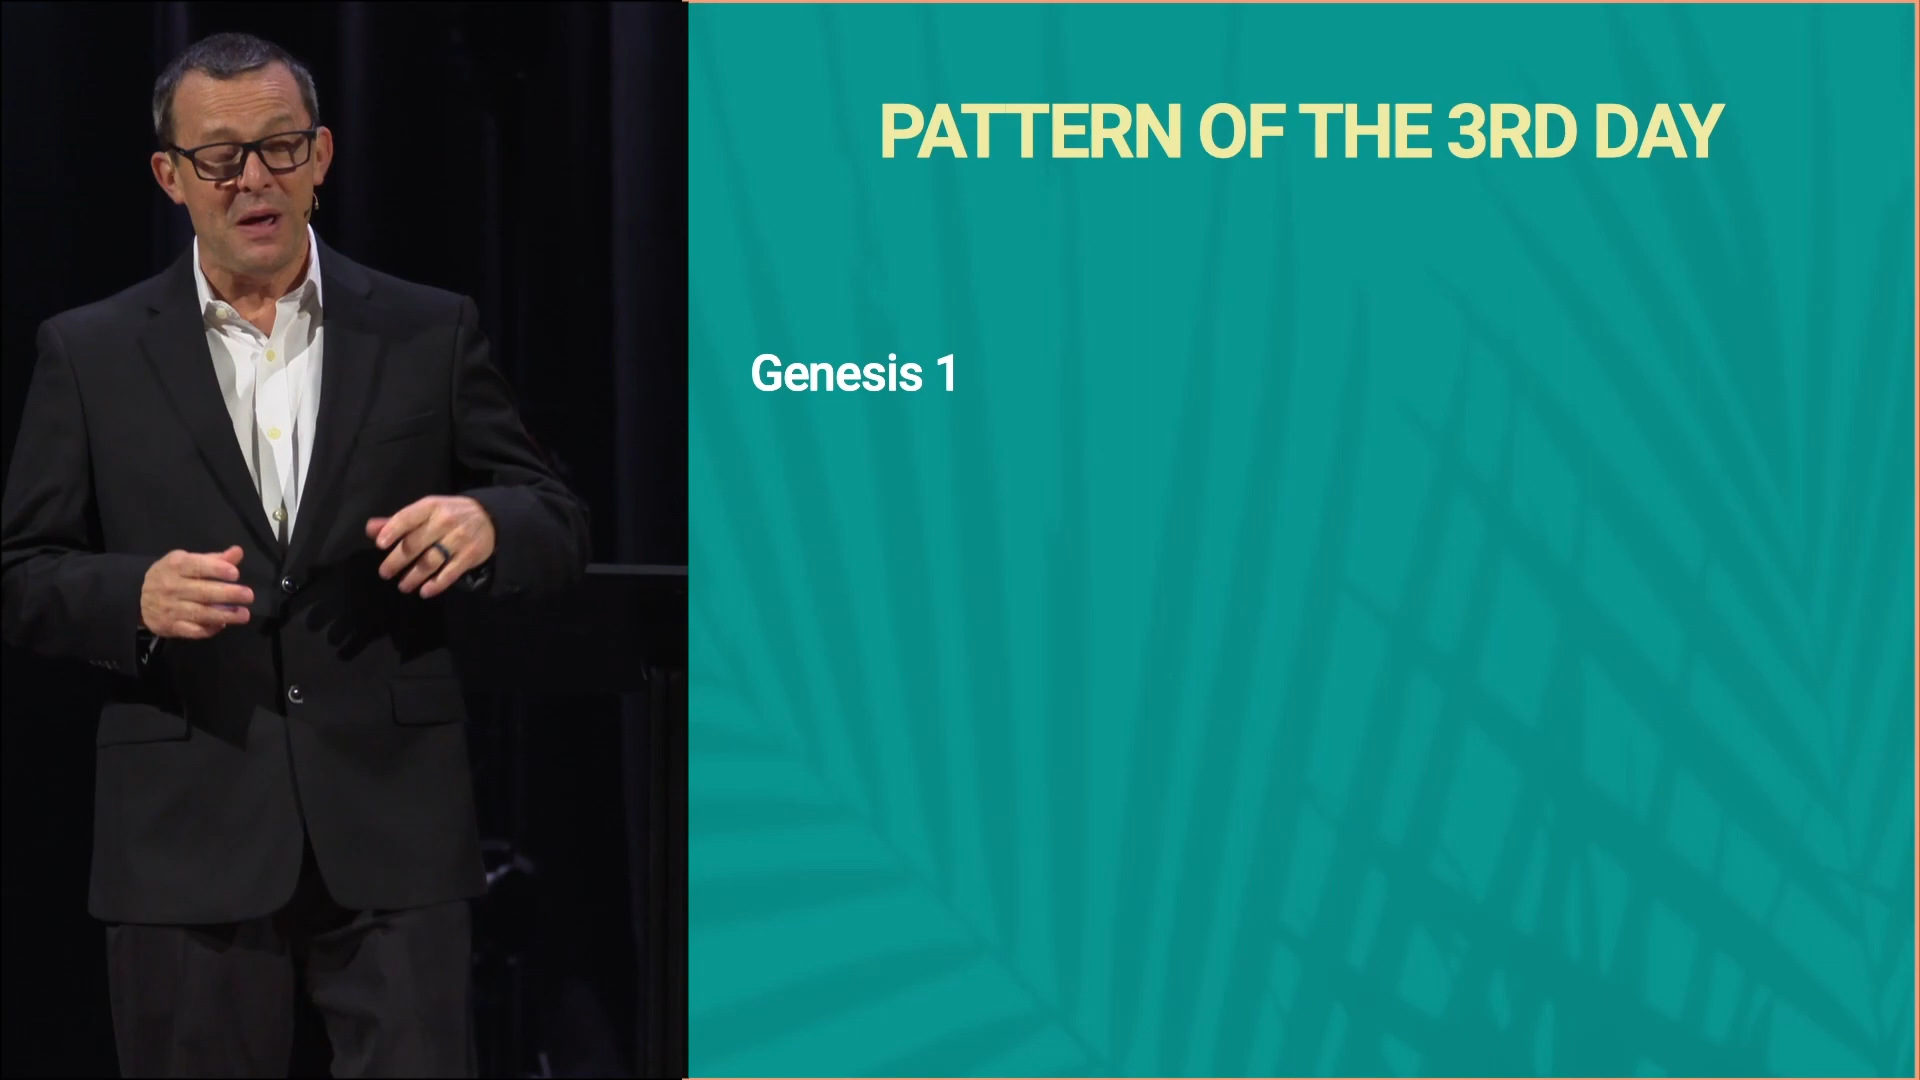 PATTERN OF THE 3RD DAY
Genesis 1